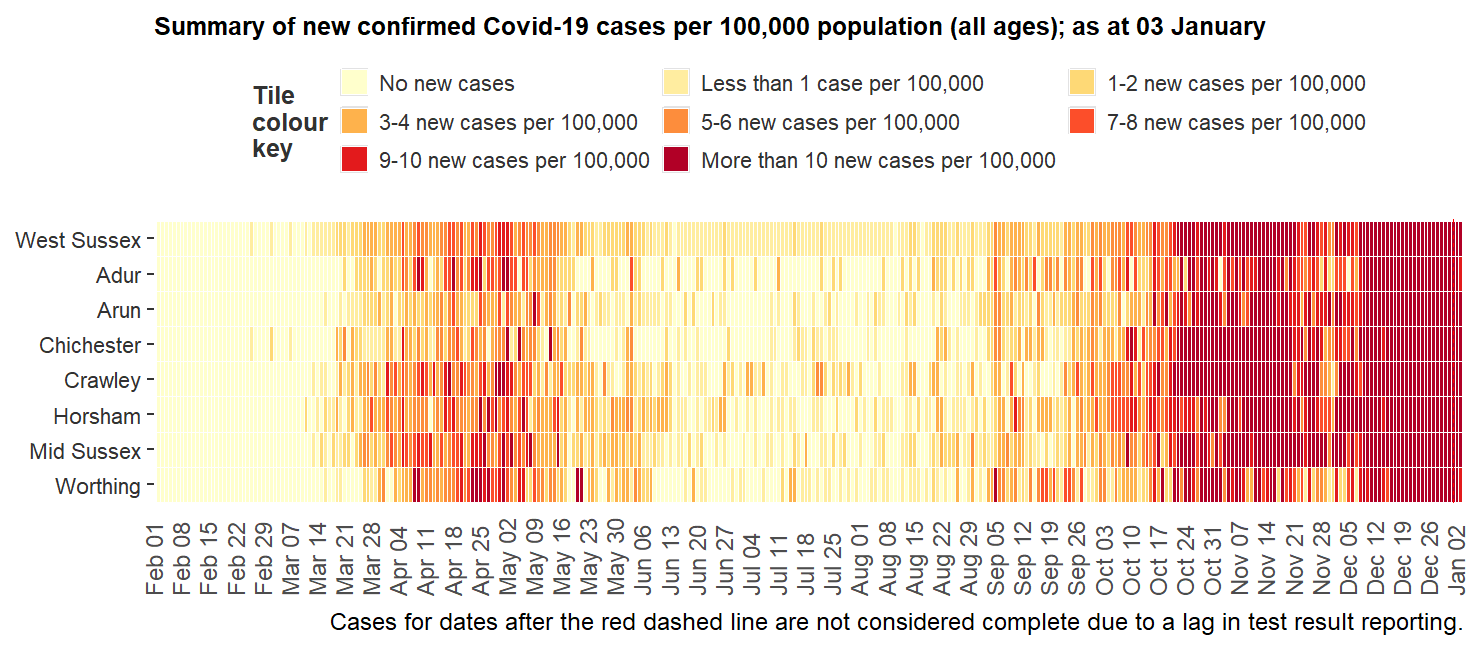 Summary of new confirmed Covid-19 cases per 100,000 population (all ages); as at 03 January
Tile
colour
key
No new cases
Less than 1 case per 100,000
1-2 new cases per 100,000
3-4 new cases per 100,000
5-6 new cases per 100,000
7-8 new cases per 100,000
9-10 new cases per 100,000
More than 10 new cases per 100,000
West Sussex
Adur
Arun
Chichester
Crawley
Horsham
Mid Sussex
Worthing
Feb 01
Feb 08
Feb 15
Feb 22
Feb 29
Mar 07
Mar 14
Mar 21
Mar 28
Apr 04
Apr 11
Apr 18
Apr 25
May 02
May 09
May 16
May 23
May 30
Jun 06
Jun 13
Jun 20
Jun 27
Jul 04
Jul 11
Jul 18
Jul 25
Aug 01
Aug 08
Aug 15
Aug 22
Aug 29
Sep 05
Sep 12
Sep 19
Sep 26
Oct 03
Oct 10
Oct 17
Oct 24
Oct 31
Nov 07
Nov 14
Nov 21
Nov 28
Dec 05
Dec 12
Dec 19
Dec 26
Jan 02
Cases for dates after the red dashed line are not considered complete due to a lag in test result reporting.